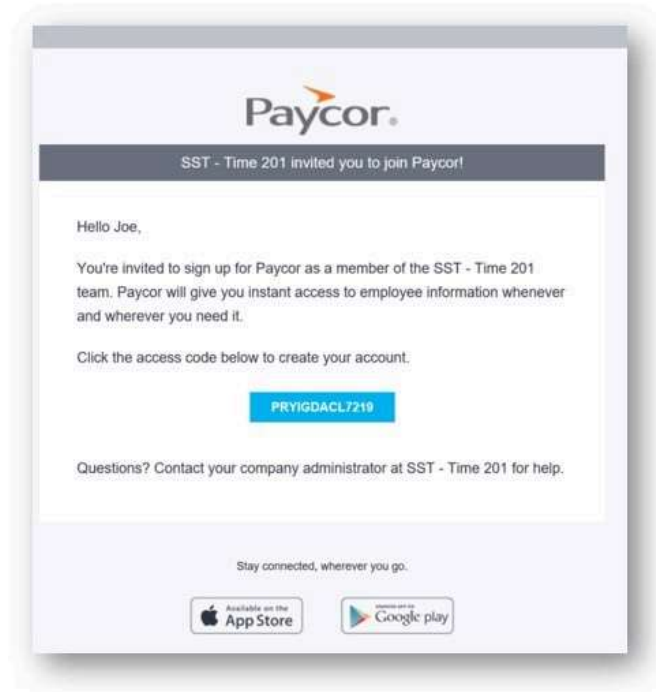 Paycor®
SST - Time 201 invited you to join Paycor!
Hello Joe,
You're invited to sign up for Paycor as a member of the SST - Time 201
team. Paycor will give you instant access to employee information whenever
and wherever you need it.
Click the access code below to create your account.
PRYIGDACL7219
Questions? Contact your company administrator at SST - Time 201 for help.
Stay connected, wherever you go.
Available on the
App Store
Google play